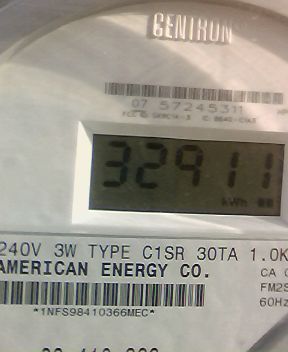 CENTRON
07 57245311
32911
kWh
240V 3W TYPE C1SR 30TA 1.0K
AMERICAN ENERGY CO.
CA
FM2S
60Hz
*1NFS98410366MEC*